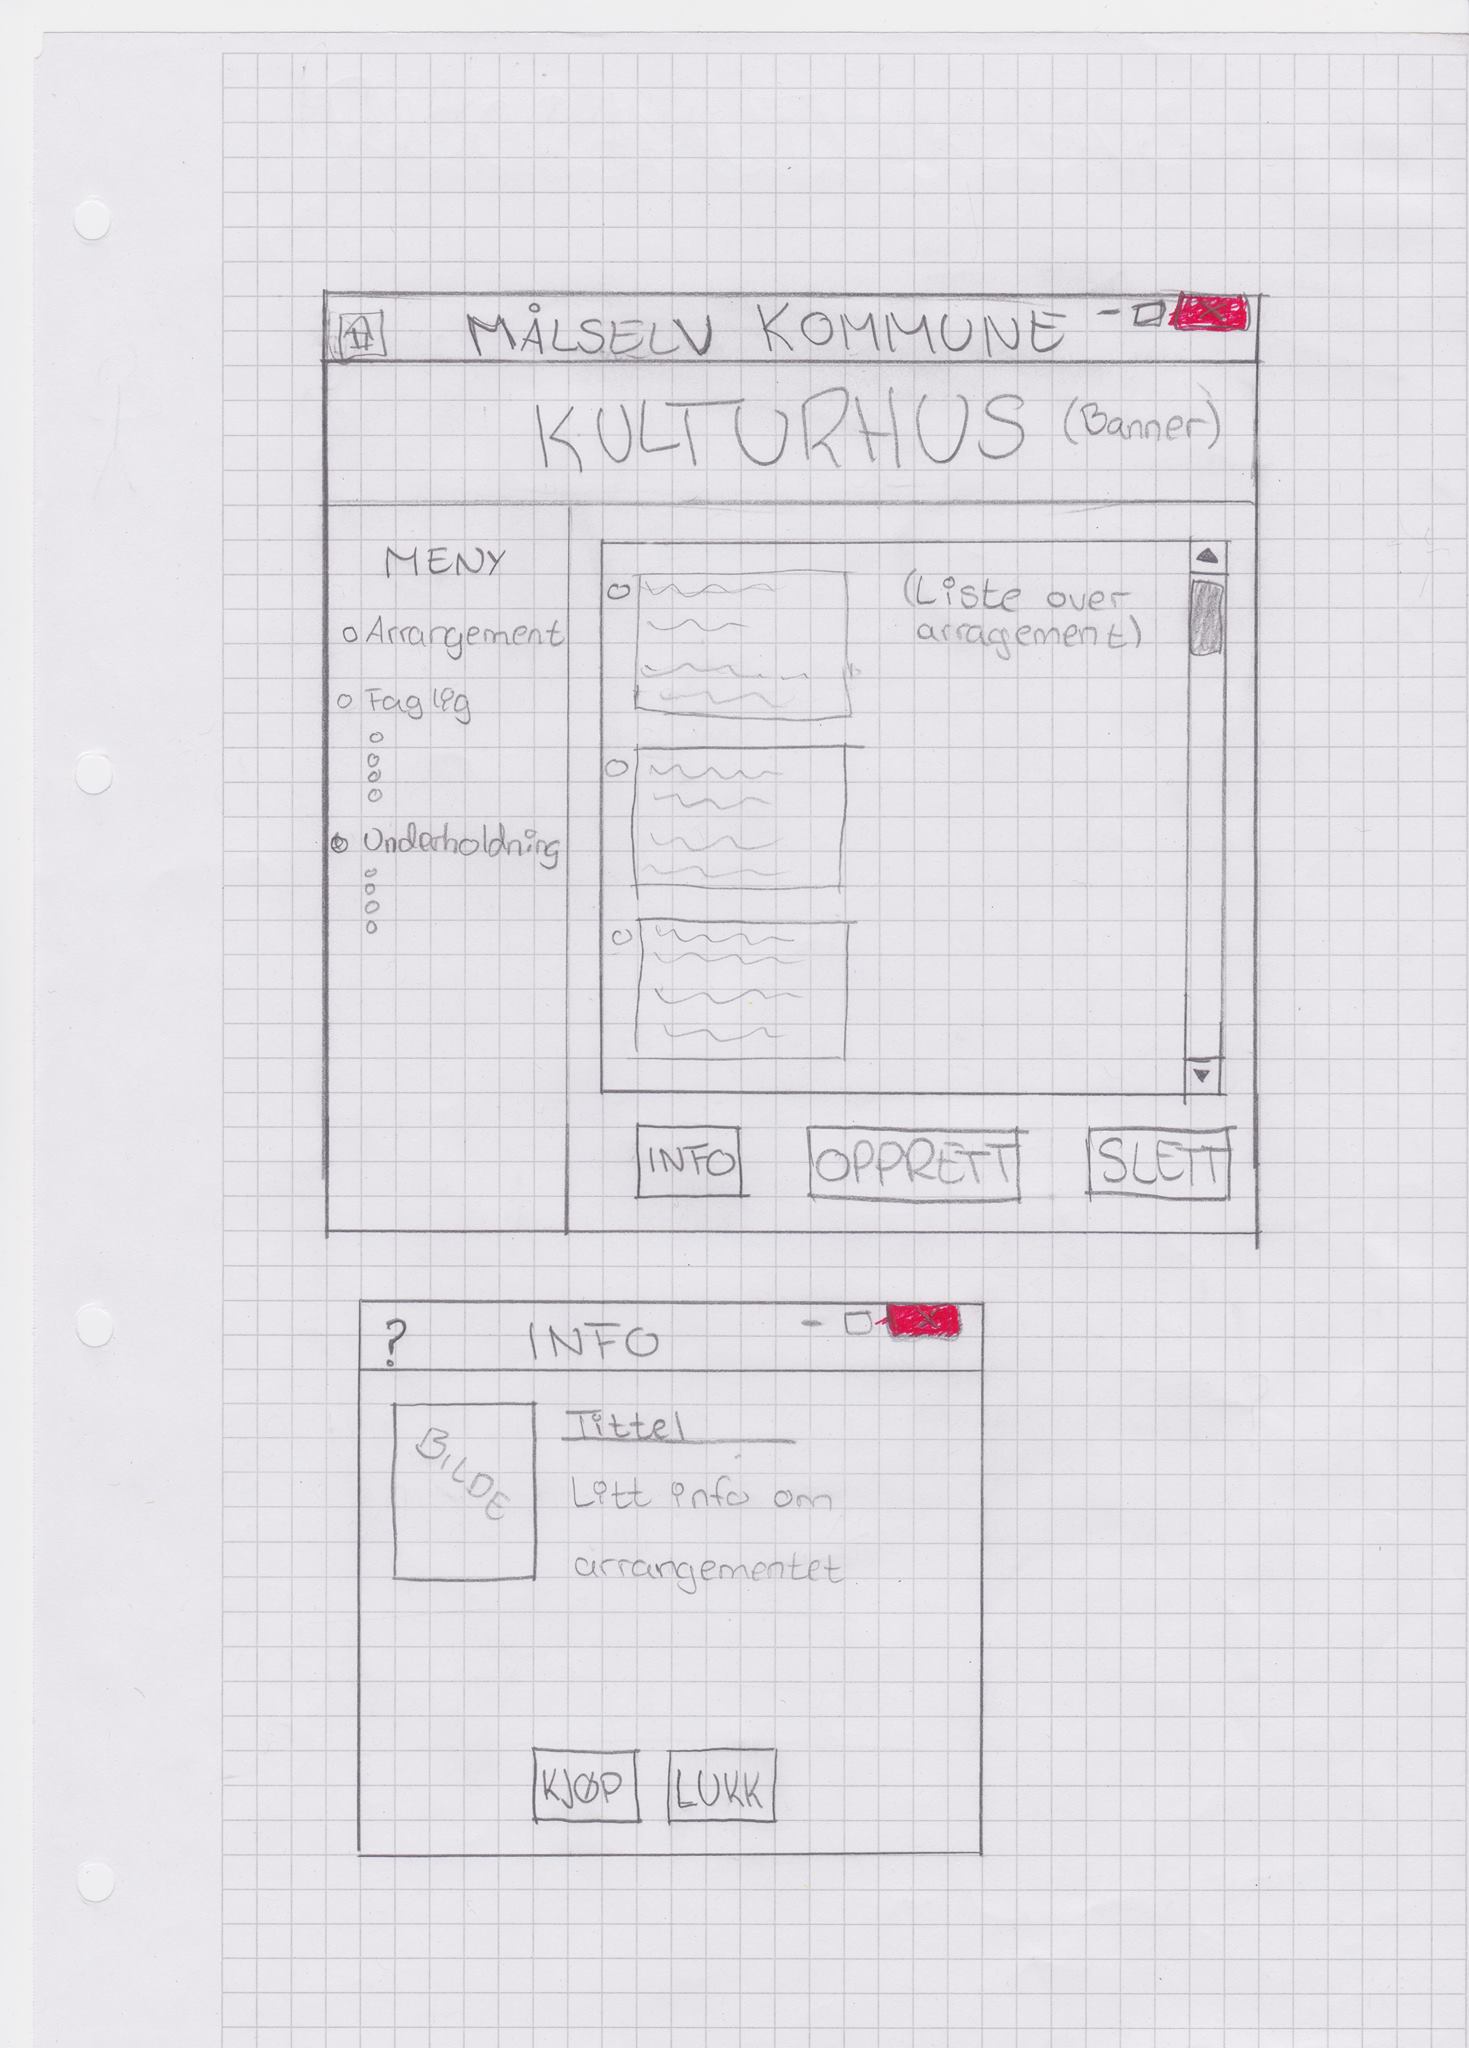 MÅLSELV KOMMUNE - X
KULTURHUS (Banner)
MENY
Arrangement
Faglig
Underholdning
(Liste over
arragement)
INFO OPPRETT SLETT
? INFO - X
BILDE
Tittel
Litt info om
arrangementet
KJØP LUKK